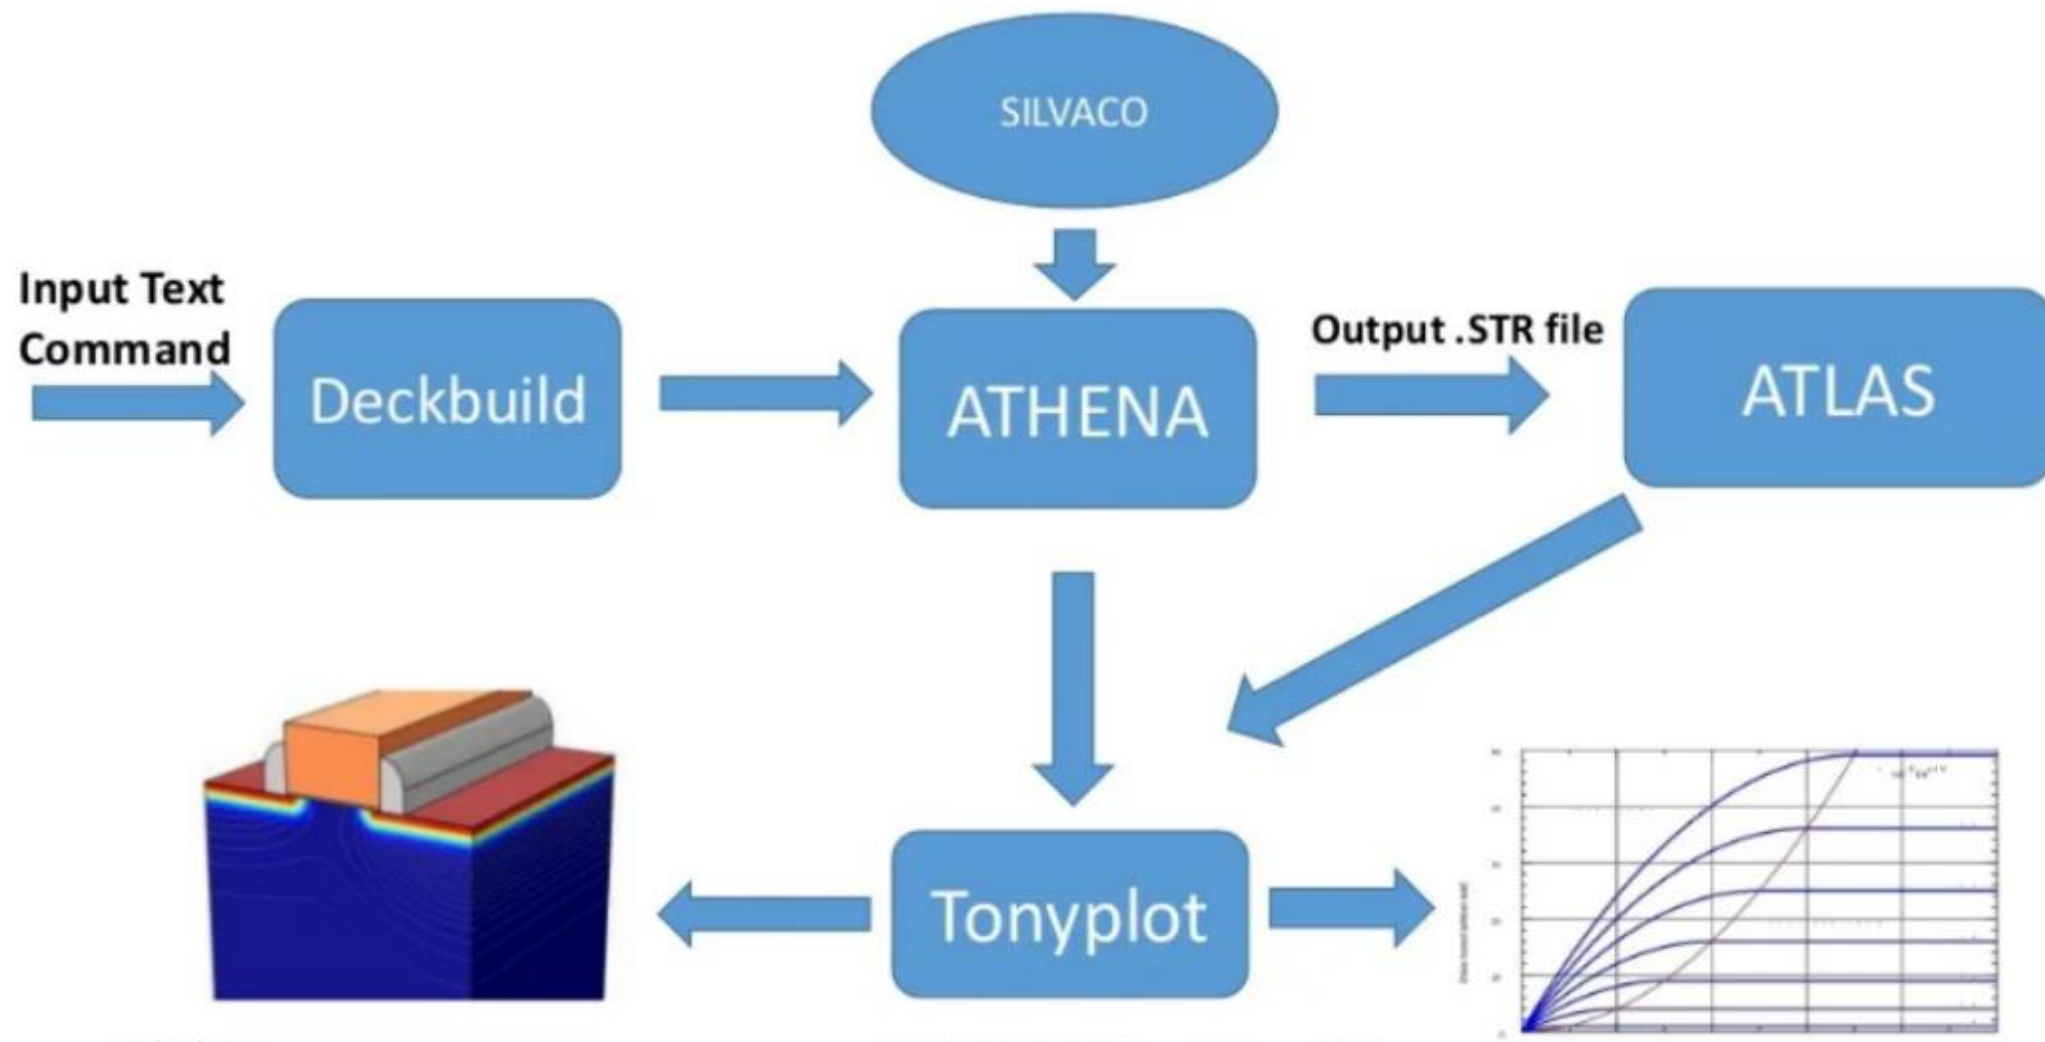 SILVACO
Input Text
Command
Deckbuild
ATHENA
Output .STR file
ATLAS
Tonyplot